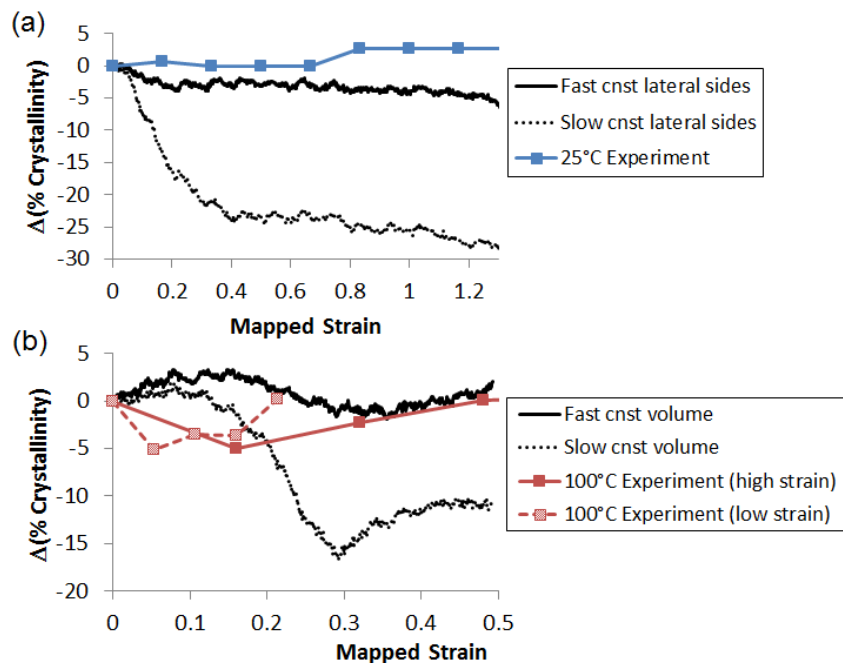 (a)
5
0
-5
-10
-15
-20
-25
-30
Δ(% Crystallinity)
0 0.2 0.4 0.6 0.8 1 1.2
Mapped Strain
Fast cnst lateral sides
Slow cnst lateral sides
25°C Experiment
(b)
5
0
-5
-10
-15
-20
Δ(% Crystallinity)
0 0.1 0.2 0.3 0.4 0.5
Mapped Strain
Fast cnst volume
Slow cnst volume
100°C Experiment (high strain)
100°C Experiment (low strain)